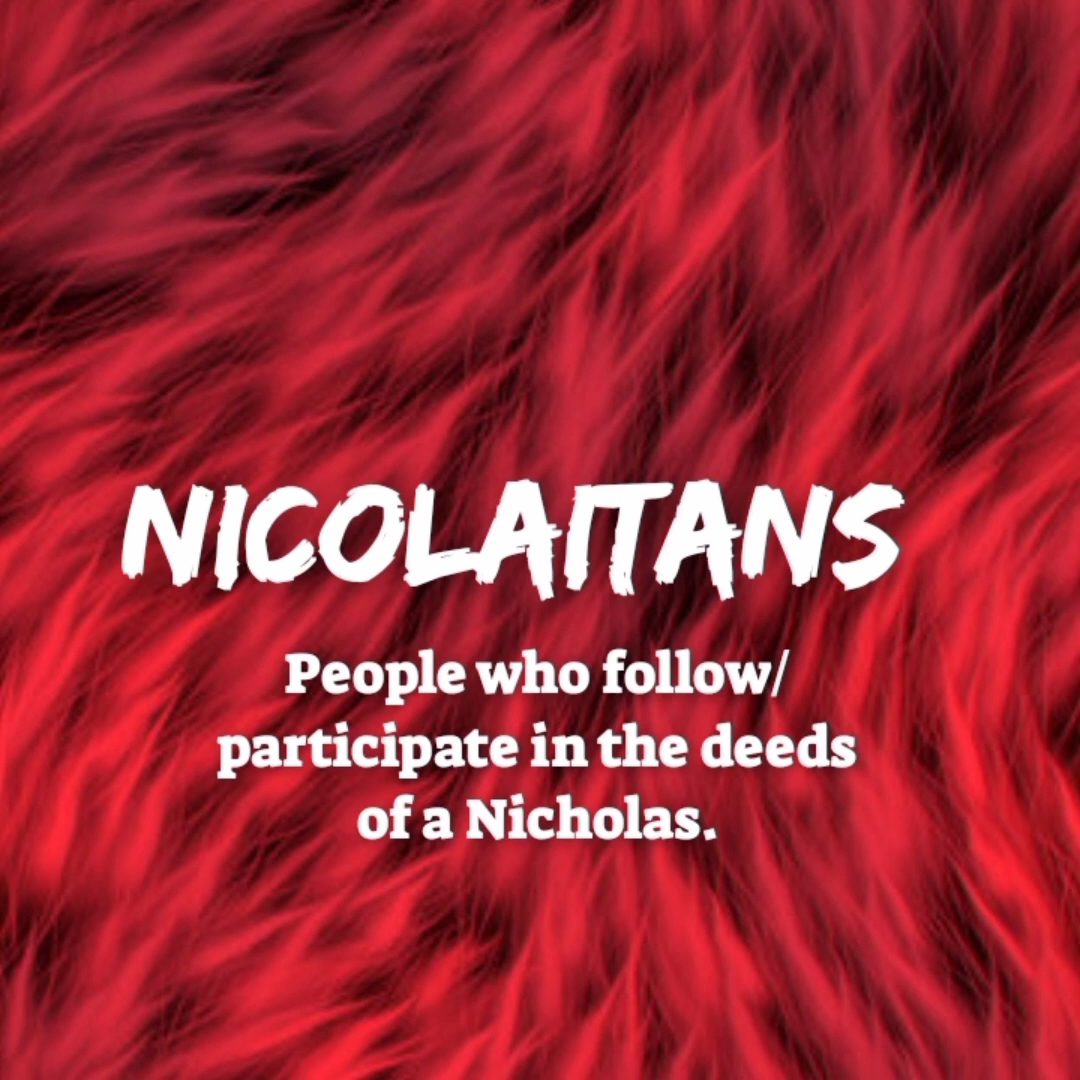 NICOLAITANS
People who follow/
participate in the deeds
of a Nicholas.